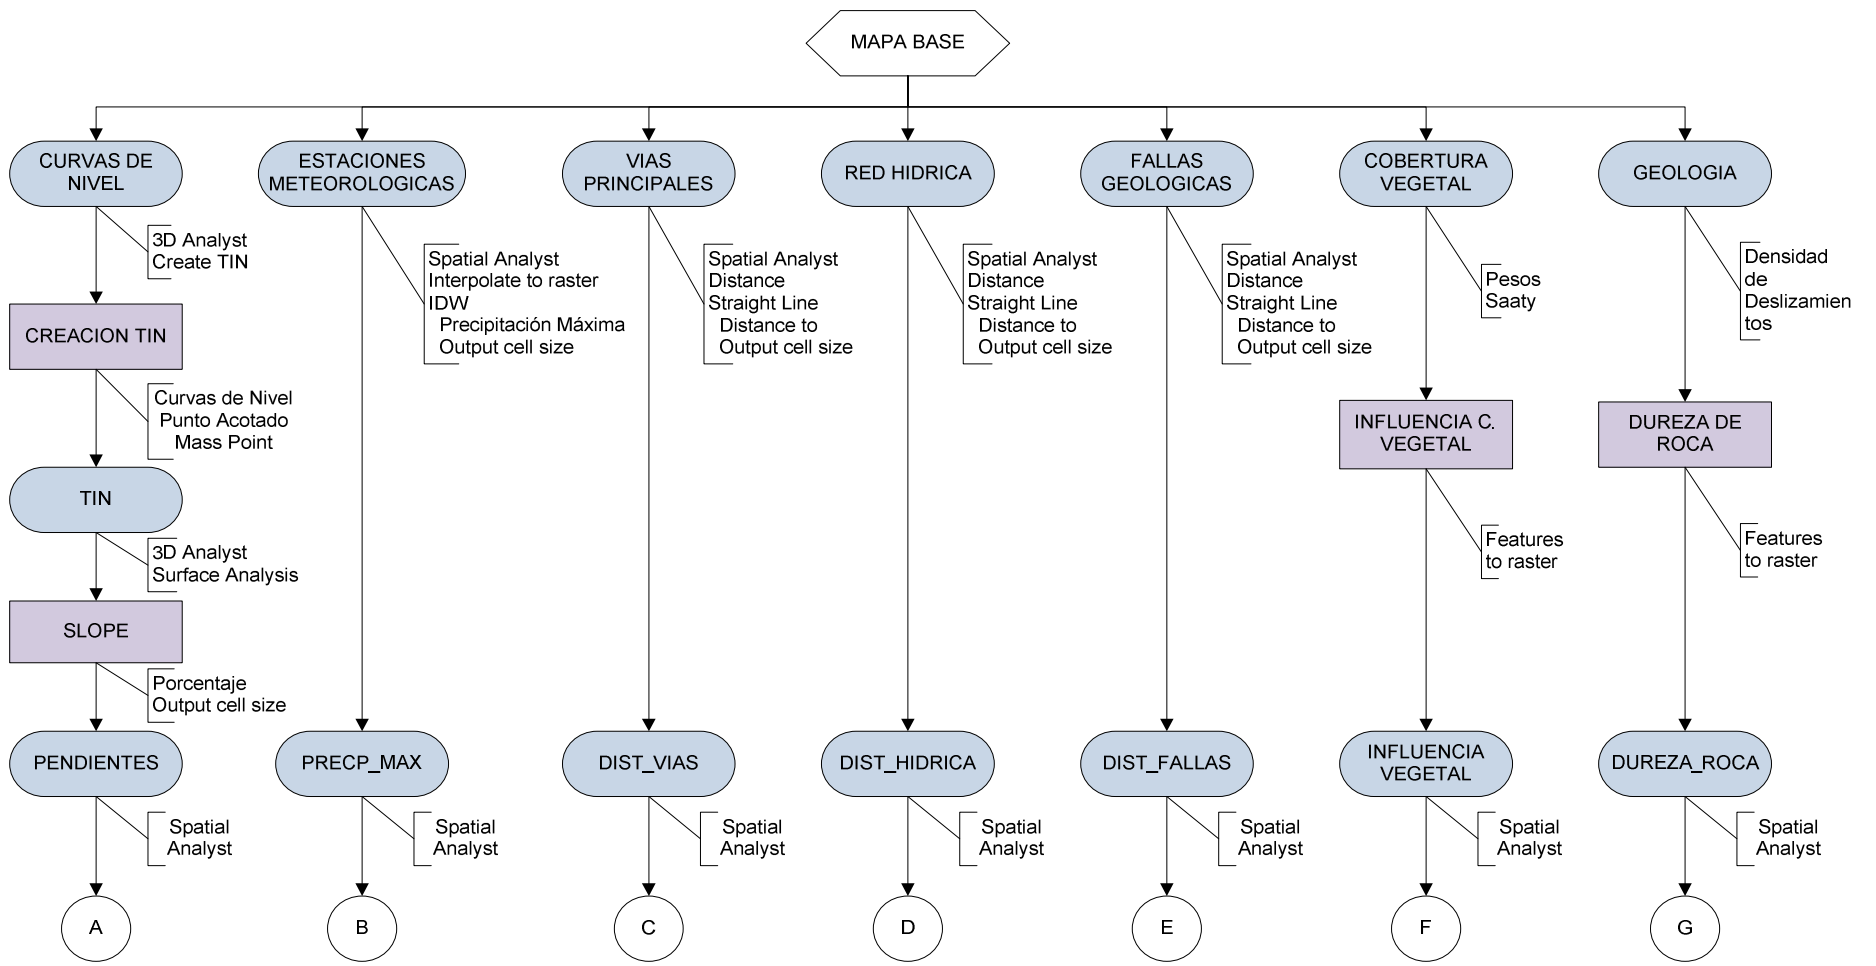 MAPA BASE
CURVAS DE
NIVEL
ESTACIONES
METEOROLOGICAS
VIAS
PRINCIPALES
RED HIDRICA
FALLAS
GEOLOGICAS
COBERTURA
VEGETAL
GEOLOGIA
3D Analyst
Create TIN
Spatial Analyst
Interpolate to raster
IDW
Precipitación Máxima
Output cell size
Spatial Analyst
Distance
Straight Line
Distance to
Output cell size
Spatial Analyst
Distance
Straight Line
Distance to
Output cell size
Spatial Analyst
Distance
Straight Line
Distance to
Output cell size
Pesos
Saaty
Densidad
de
Deslizamien
tos
CREACION TIN
Curvas de Nivel
Punto Acotado
Mass Point
INFLUENCIA C.
VEGETAL
DUREZA DE
ROCA
TIN
3D Analyst
Surface Analysis
Features
to raster
Features
to raster
SLOPE
Porcentaje
Output cell size
PENDIENTES
PRECP_MAX
DIST_VIAS
DIST_HIDRICA
DIST_FALLAS
INFLUENCIA
VEGETAL
DUREZA_ROCA
Spatial
Analyst
Spatial
Analyst
Spatial
Analyst
Spatial
Analyst
Spatial
Analyst
Spatial
Analyst
Spatial
Analyst
A
B
C
D
E
F
G